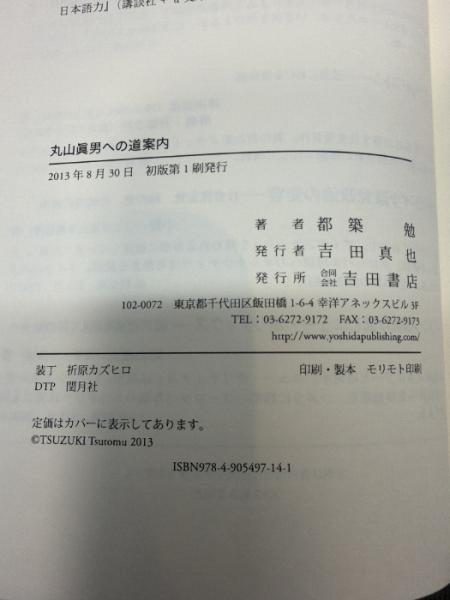 日本語力』（講談社+α
丸山眞男への道案内
2013年8月30日 初版第1刷発行
著者 都築 勉
発行者 吉田真也
発行所 合同会社 吉田書店
102-0072 東京都千代田区飯田橋1-6-4 幸洋アネックスビル3F
TEL：03-6272-9172 FAX：03-6272-9173
http://www.yoshidapublishing.com/
装丁 折原カズヒロ 印刷・製本 モリモト印刷
DTP 閏月社
定価はカバーに表示してあります。
©TSUZUKI Tsutomu 2013
ISBN978-4-905497-14-1